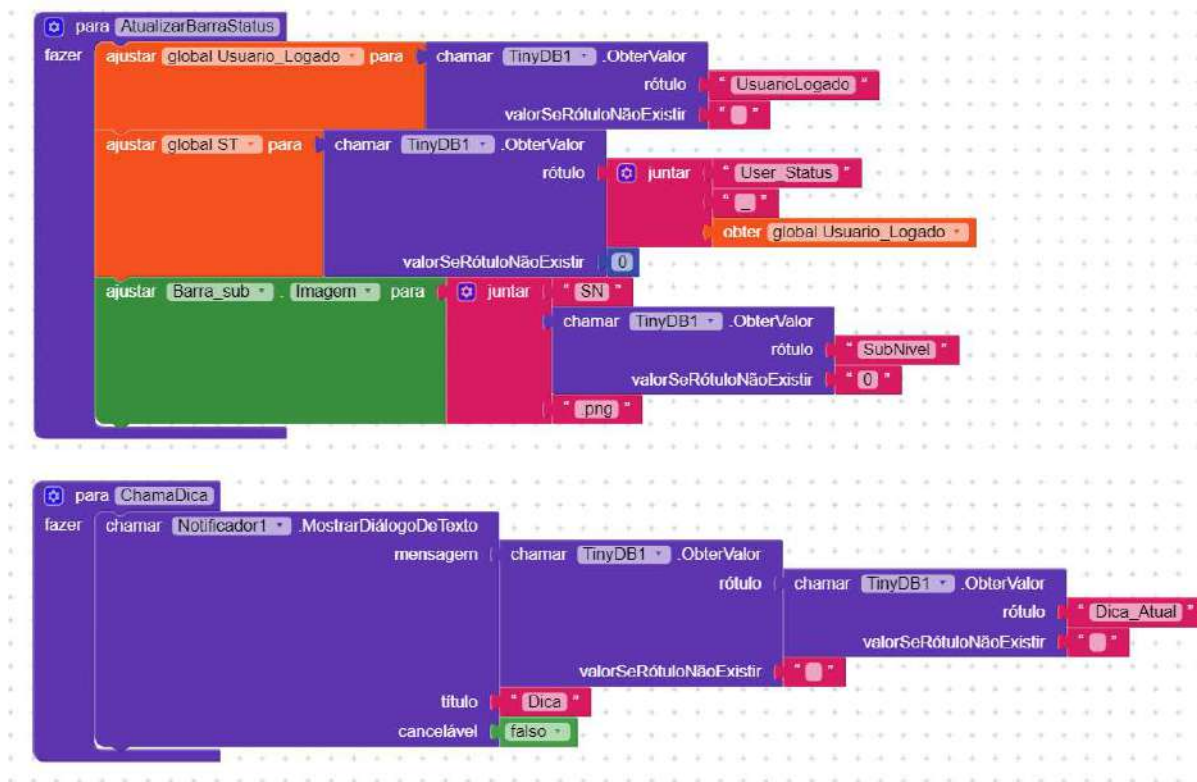 para AtualizarBarraStatus
fazer ajustar global Usuario_Logado para chamar TinyDB1 .ObterValor
rótulo " UsuarioLogado "
valorSeRótuloNãoExistir " "
ajustar global ST para chamar TinyDB1 .ObterValor
rótulo juntar " User_Status "
" _ "
obter global Usuario_Logado
valorSeRótuloNãoExistir 0
ajustar Barra_sub . Imagem para juntar " SN "
chamar TinyDB1 .ObterValor
rótulo " SubNivel "
valorSeRótuloNãoExistir " 0 "
" .png "
para ChamaDica
fazer chamar Notificador1 .MostrarDiálogoDeTexto
mensagem chamar TinyDB1 .ObterValor
rótulo chamar TinyDB1 .ObterValor
rótulo " Dica_Atual "
valorSeRótuloNãoExistir " "
valorSeRótuloNãoExistir " "
título " Dica "
cancelável falso